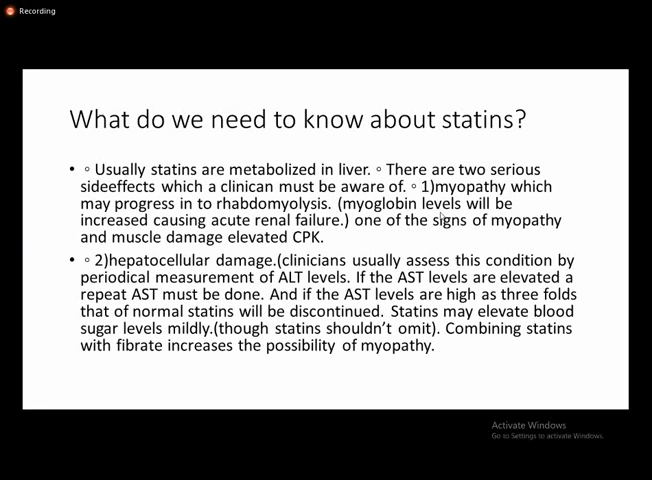 Recording
What do we need to know about statins?
• ◦ Usually statins are metabolized in liver. ◦ There are two serious
sideeffects which a clinican must be aware of. ◦ 1)myopathy which
may progress in to rhabdomyolysis. (myoglobin levels will be
increased causing acute renal failure.) one of the signs of myopathy
and muscle damage elevated CPK.
• ◦ 2)hepatocellular damage.(clinicians usually assess this condition by
periodical measurement of ALT levels. If the AST levels are elevated a
repeat AST must be done. And if the AST levels are high as three folds
that of normal statins will be discontinued. Statins may elevate blood
sugar levels mildly.(though statins shouldn't omit). Combining statins
with fibrate increases the possibility of myopathy.
Activate Windows
Go to Settings to activate Windows.